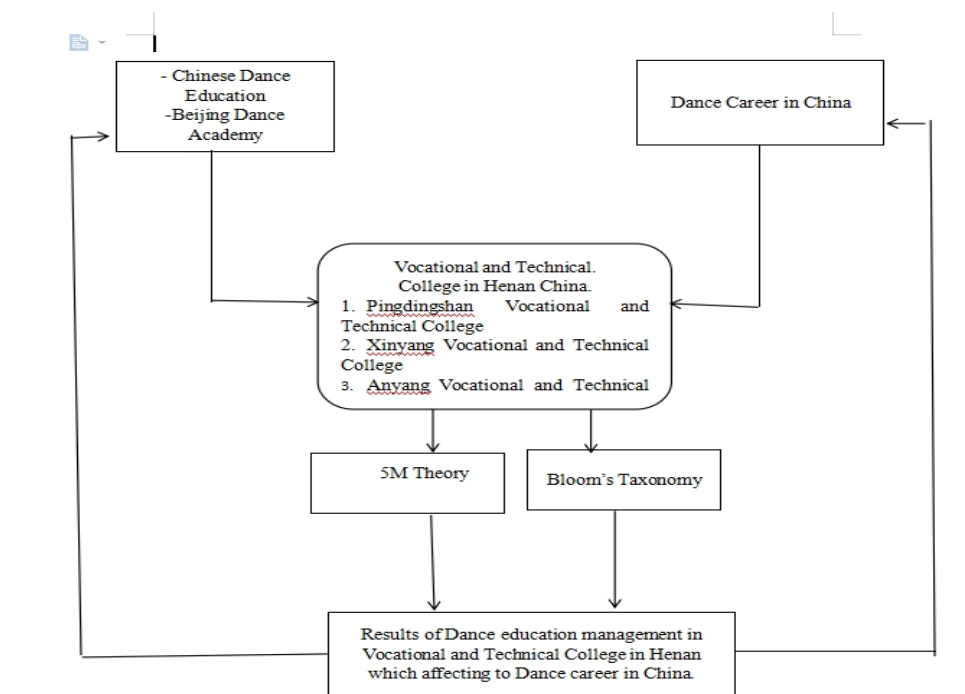 - Chinese Dance
Education
-Beijing Dance
Academy
Dance Career in China
Vocational and Technical.
College in Henan China.
1. Pingdingshan Vocational and
Technical College
2. Xinyang Vocational and Technical
College
3. Anyang Vocational and Technical
5M Theory
Bloom's Taxonomy
Results of Dance education management in
Vocational and Technical College in Henan
which affecting to Dance career in China.